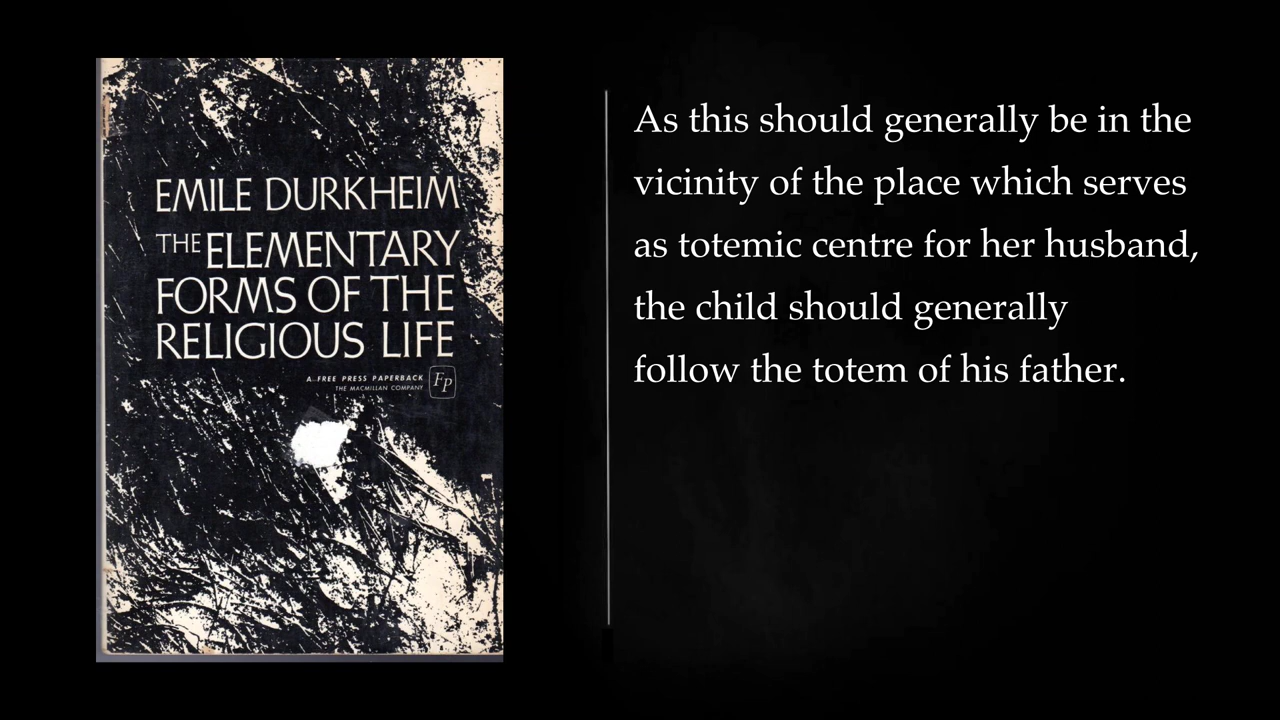 EMILE DURKHEIM
THE ELEMENTARY
FORMS OF THE
RELIGIOUS LIFE
A FREE PRESS PAPERBACK
THE MACMILLAN COMPANY
Fp
As this should generally be in the
vicinity of the place which serves
as totemic centre for her husband,
the child should generally
follow the totem of his father.